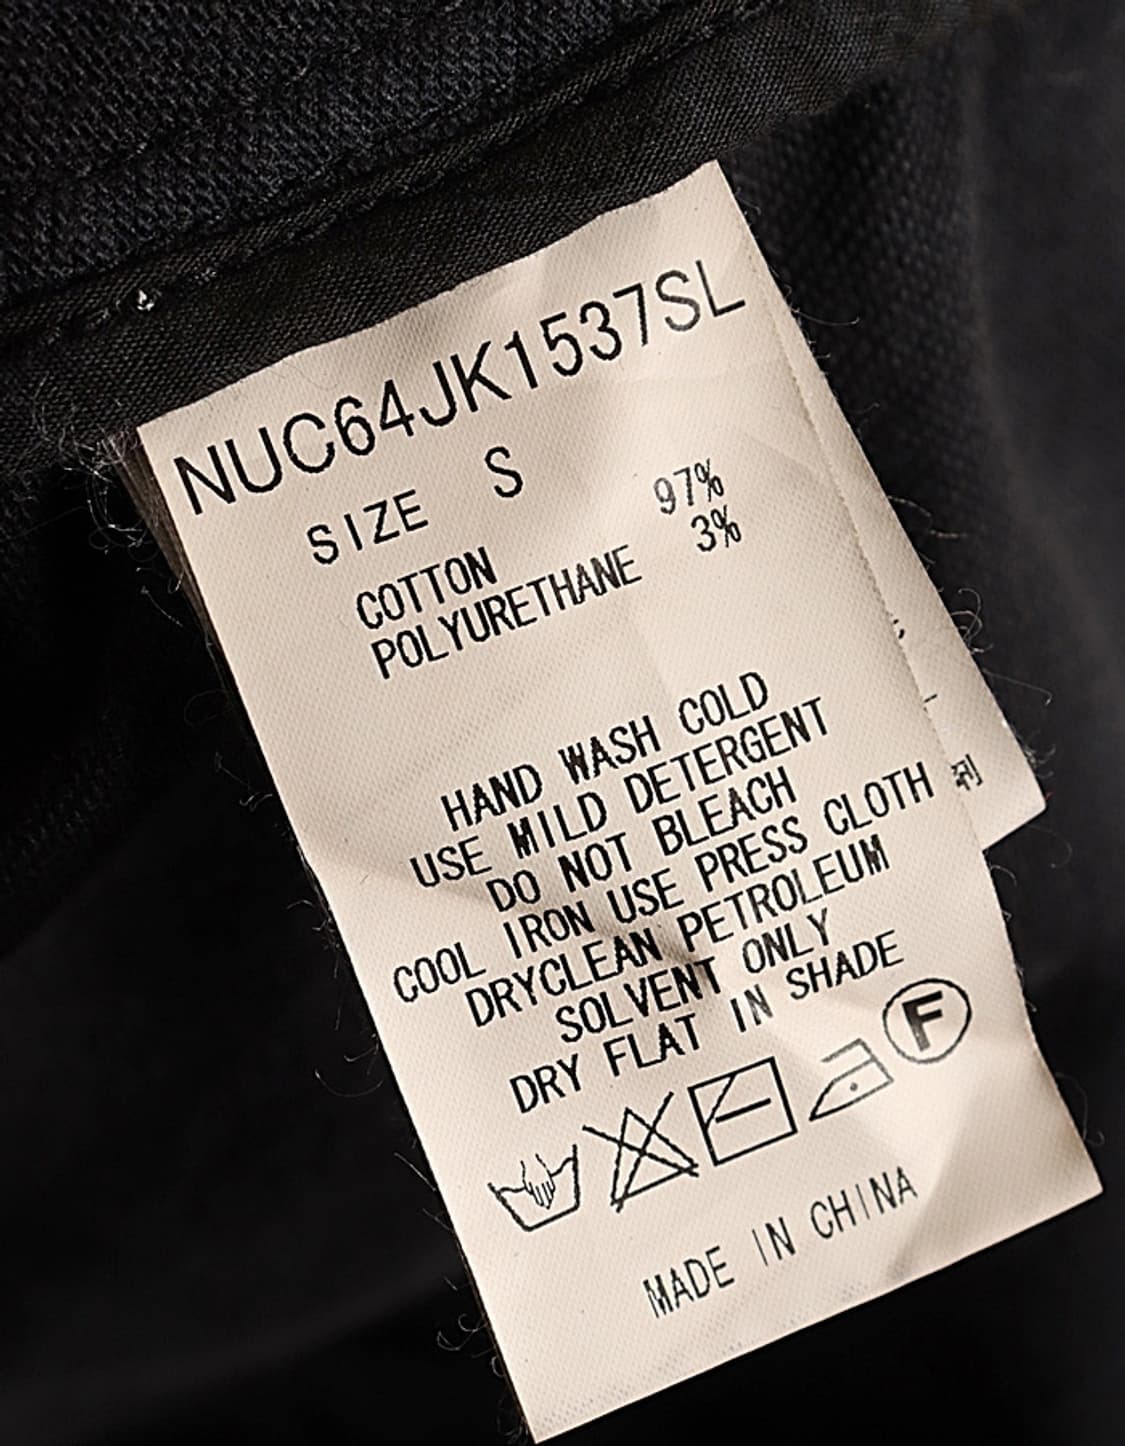 NUC64JK1537SL
SIZE S
COTTON 97%
POLYURETHANE 3%
HAND WASH COLD
USE MILD DETERGENT
DO NOT BLEACH
COOL IRON USE PRESS CLOTH
DRYCLEAN PETROLEUM
SOLVENT ONLY
DRY FLAT IN SHADE
F
MADE IN CHINA